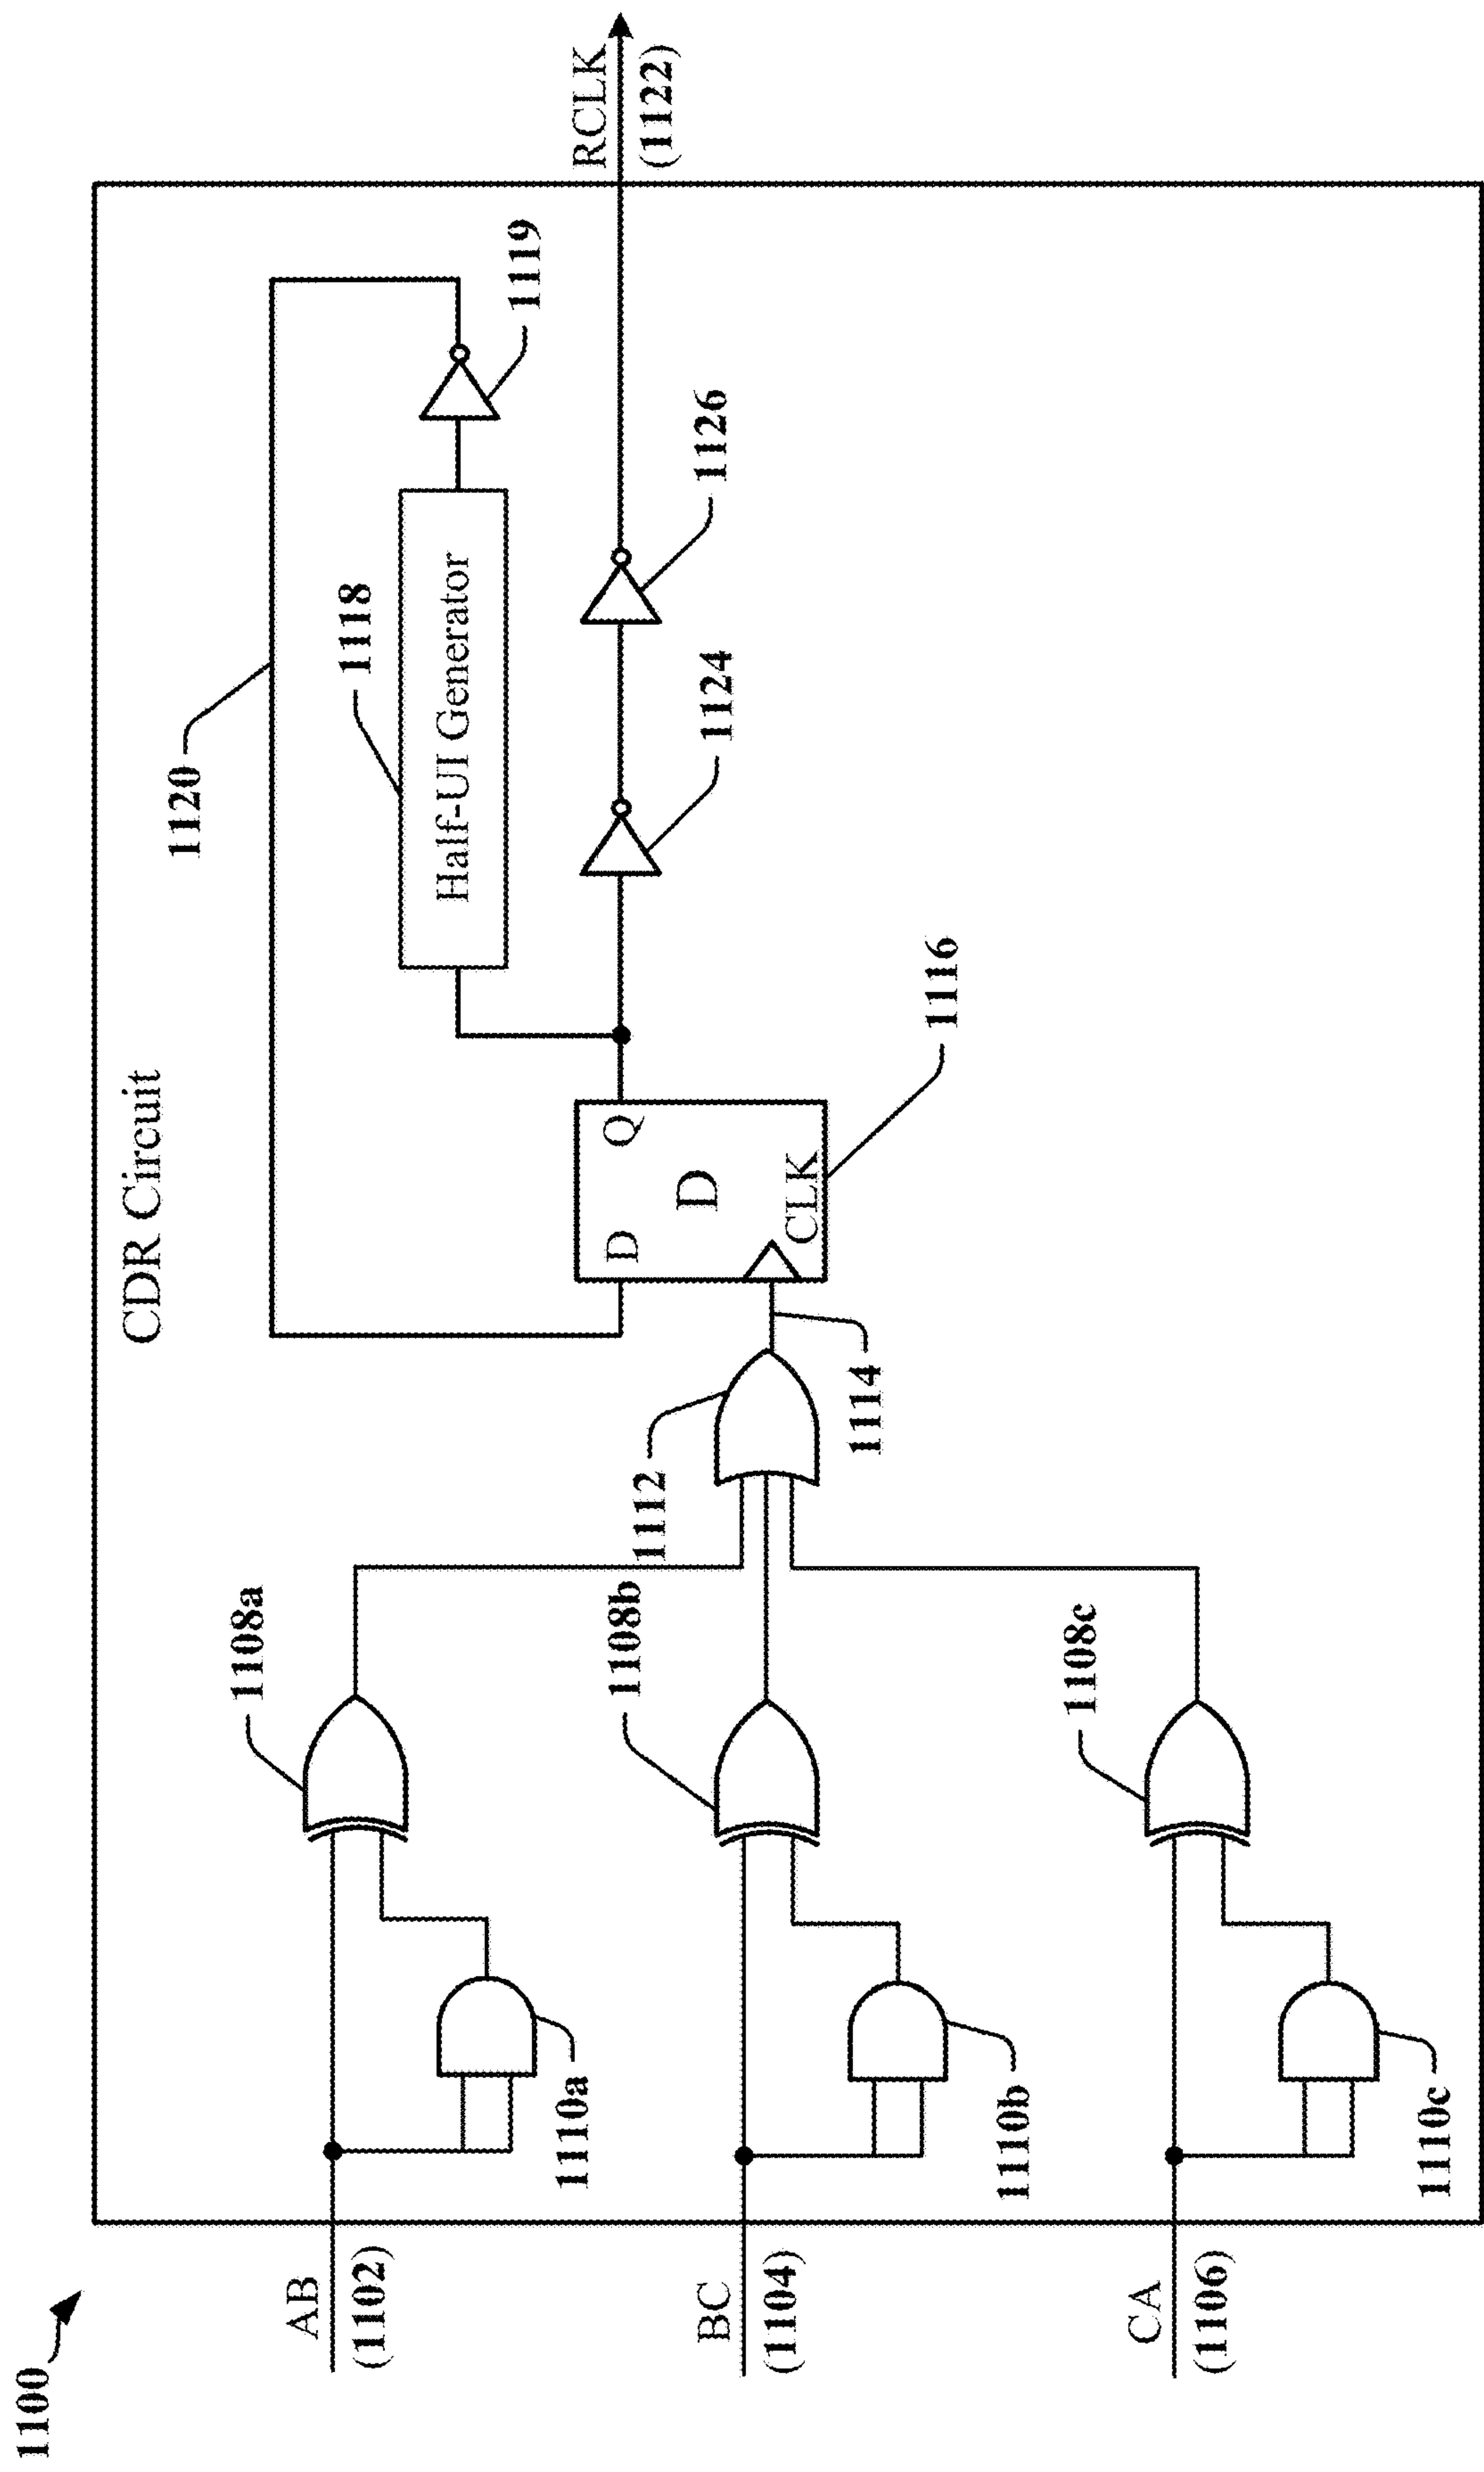 1100
CDR Circuit
AB
(1102)
1110a
1108a
BC
(1104)
1110b
1108b
CA
(1106)
1110c
1108c
1112
1114
D
Q
D
CLK
1116
1120
1118
Half-UI Generator
1119
1124
1126
RCLK
(1122)